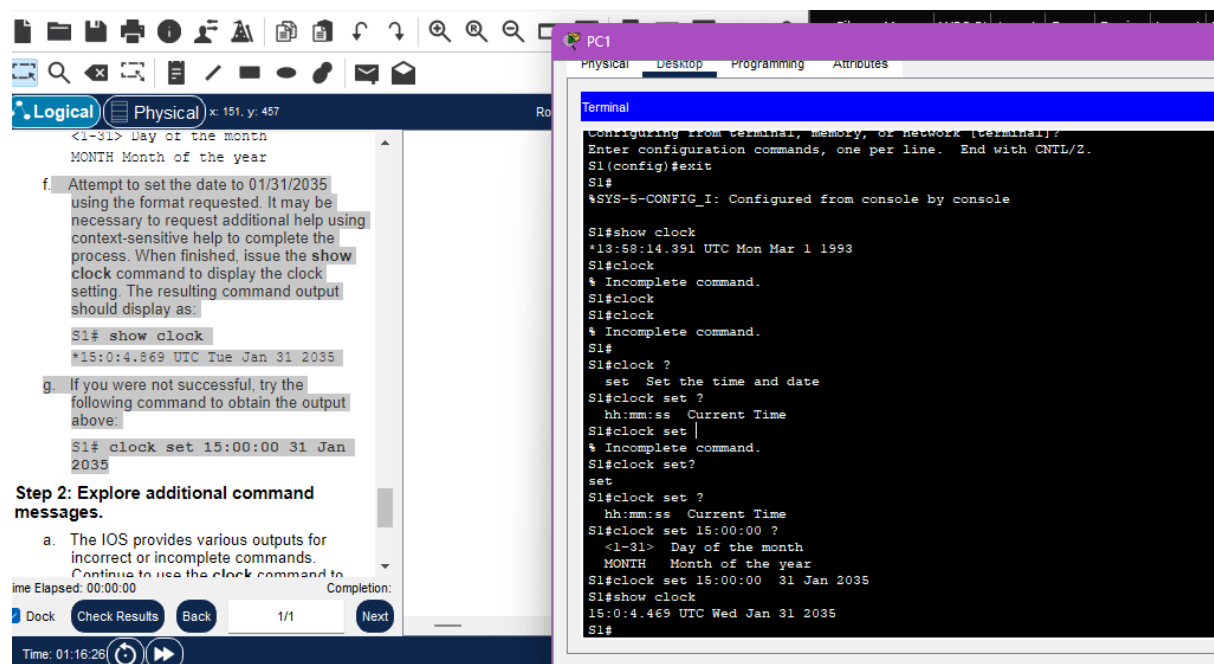 PC1
Physical Desktop Programming Attributes
Logical Physical x: 151, y: 457
Ro
Terminal
<1-31> Day of the month
MONTH Month of the year
f. Attempt to set the date to 01/31/2035
using the format requested. It may be
necessary to request additional help using
context-sensitive help to complete the
process. When finished, issue the show
clock command to display the clock
setting. The resulting command output
should display as:
S1# show clock
*15:0:4.869 UTC Tue Jan 31 2035
g. If you were not successful, try the
following command to obtain the output
above:
S1# clock set 15:00:00 31 Jan
2035
Step 2: Explore additional command
messages.
a. The IOS provides various outputs for
incorrect or incomplete commands.
Continue to use the clock command to
ime Elapsed: 00:00:00 Completion:
Dock Check Results Back 1/1 Next
Time: 01:16:26
Configuring from terminal, memory, or network [terminal]?
Enter configuration commands, one per line. End with CNTL/Z.
S1(config)#exit
S1#
%SYS-5-CONFIG_I: Configured from console by console
S1#show clock
*13:58:14.391 UTC Mon Mar 1 1993
S1#clock
% Incomplete command.
S1#clock
S1#clock
% Incomplete command.
S1#
S1#clock ?
set Set the time and date
S1#clock set ?
hh:mm:ss Current Time
S1#clock set
% Incomplete command.
S1#clock set?
set
S1#clock set ?
hh:mm:ss Current Time
S1#clock set 15:00:00 ?
<1-31> Day of the month
MONTH Month of the year
S1#clock set 15:00:00 31 Jan 2035
S1#show clock
15:0:4.469 UTC Wed Jan 31 2035
S1#